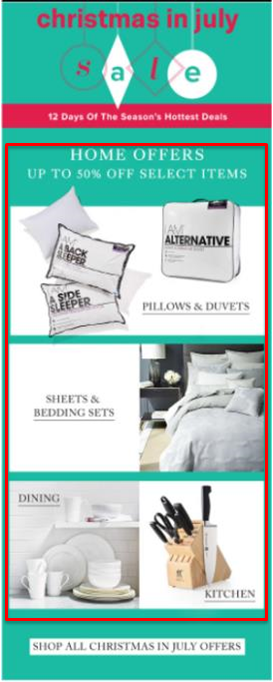 christmas in july
sale
12 Days Of The Season's Hottest Deals
HOME OFFERS
UP TO 50% OFF SELECT ITEMS
I AM
A BACK
SLEEPER
I AM
A SIDE
SLEEPER
I AM
ALTERNATIVE
PILLOWS & DUVETS
SHEETS &
BEDDING SETS
DINING
KITCHEN
SHOP ALL CHRISTMAS IN JULY OFFERS